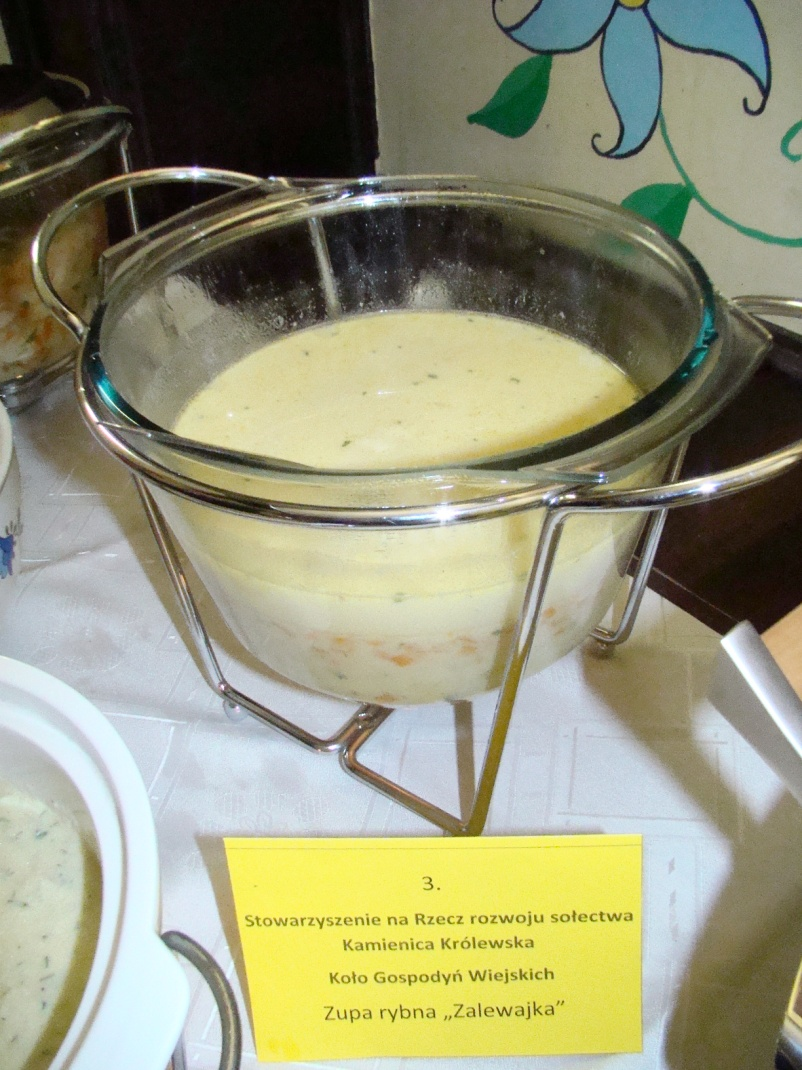 3.
Stowarzyszenie na Rzecz rozwoju sołectwa
Kamienica Królewska
Koło Gospodyń Wiejskich
Zupa rybna „Zalewajka”